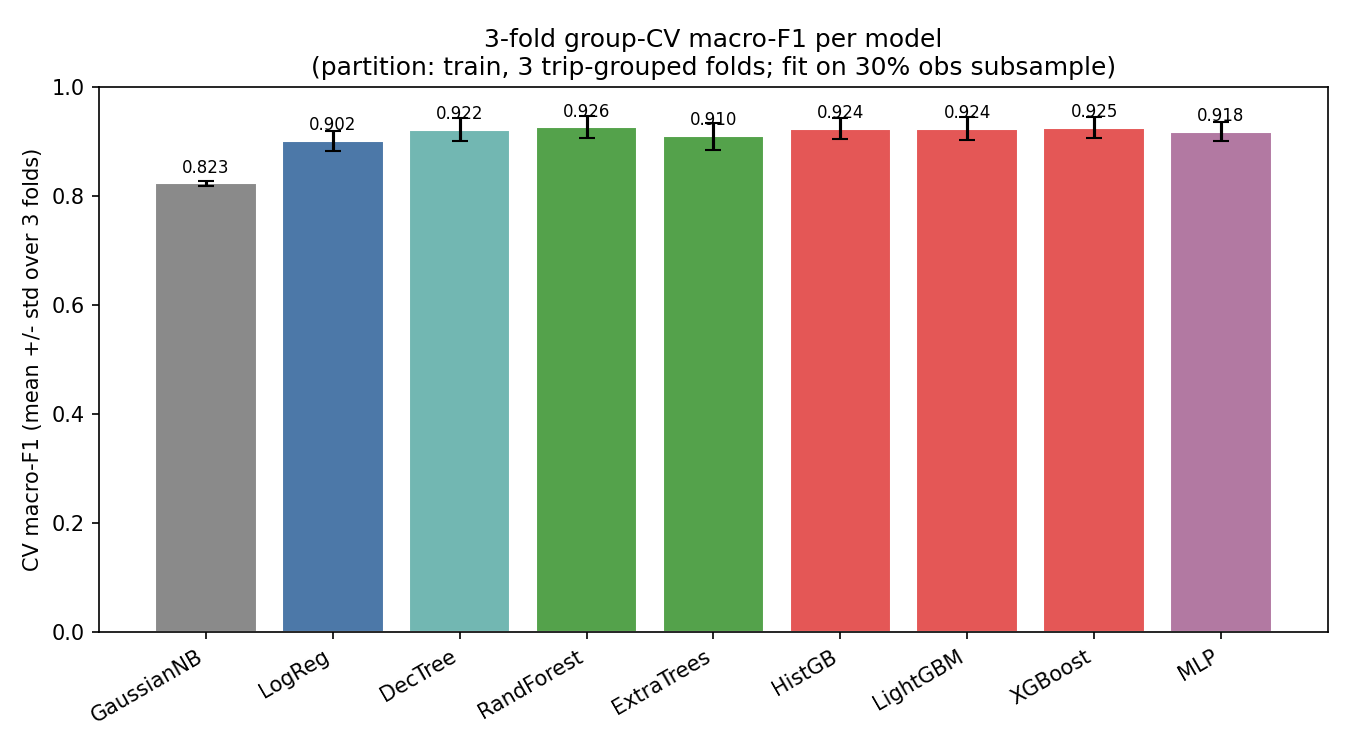 3-fold group-CV macro-F1 per model
(partition: train, 3 trip-grouped folds; fit on 30% obs subsample)
CV macro-F1 (mean +/- std over 3 folds)
1.0
0.8
0.6
0.4
0.2
0.0
0.823
0.902
0.922
0.926
0.910
0.924
0.924
0.925
0.918
GaussianNB
LogReg
DecTree
RandForest
ExtraTrees
HistGB
LightGBM
XGBoost
MLP